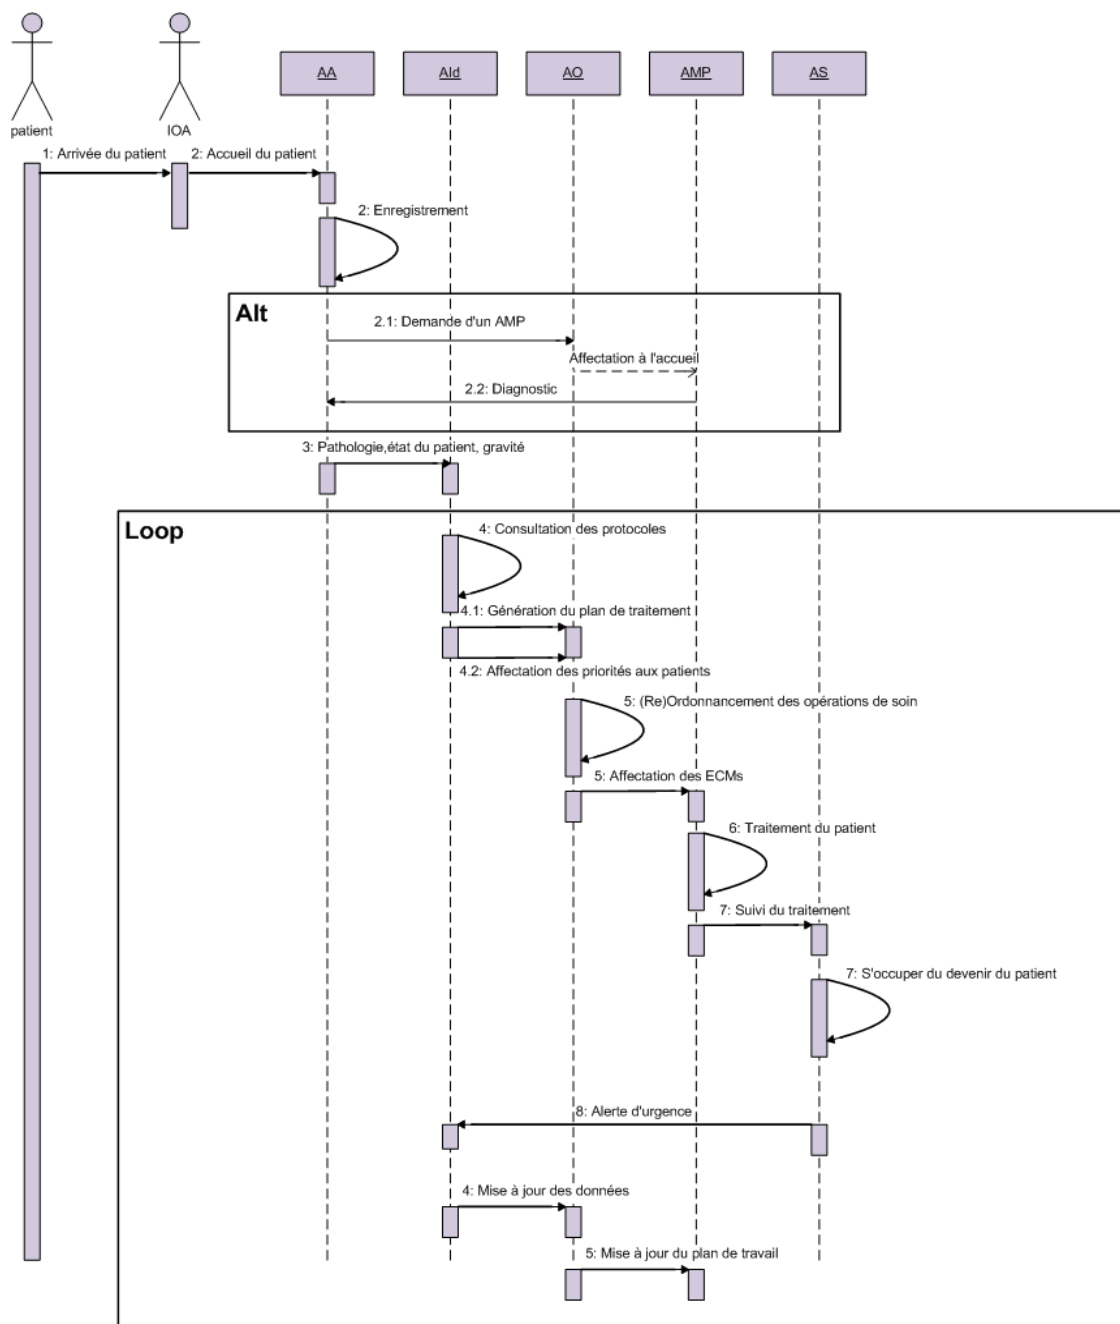 AA
AId
AO
AMP
AS
patient
IOA
1: Arrivée du patient
2: Accueil du patient
2: Enregistrement
Alt
2.1: Demande d'un AMP
Affectation à l'accueil
2.2: Diagnostic
3: Pathologie,état du patient, gravité
Loop
4: Consultation des protocoles
4.1: Génération du plan de traitement
4.2: Affectation des priorités aux patients
5: (Re)Ordonnancement des opérations de soin
5: Affectation des ECMs
6: Traitement du patient
7: Suivi du traitement
7: S'occuper du devenir du patient
8: Alerte d'urgence
4: Mise à jour des données
5: Mise à jour du plan de travail